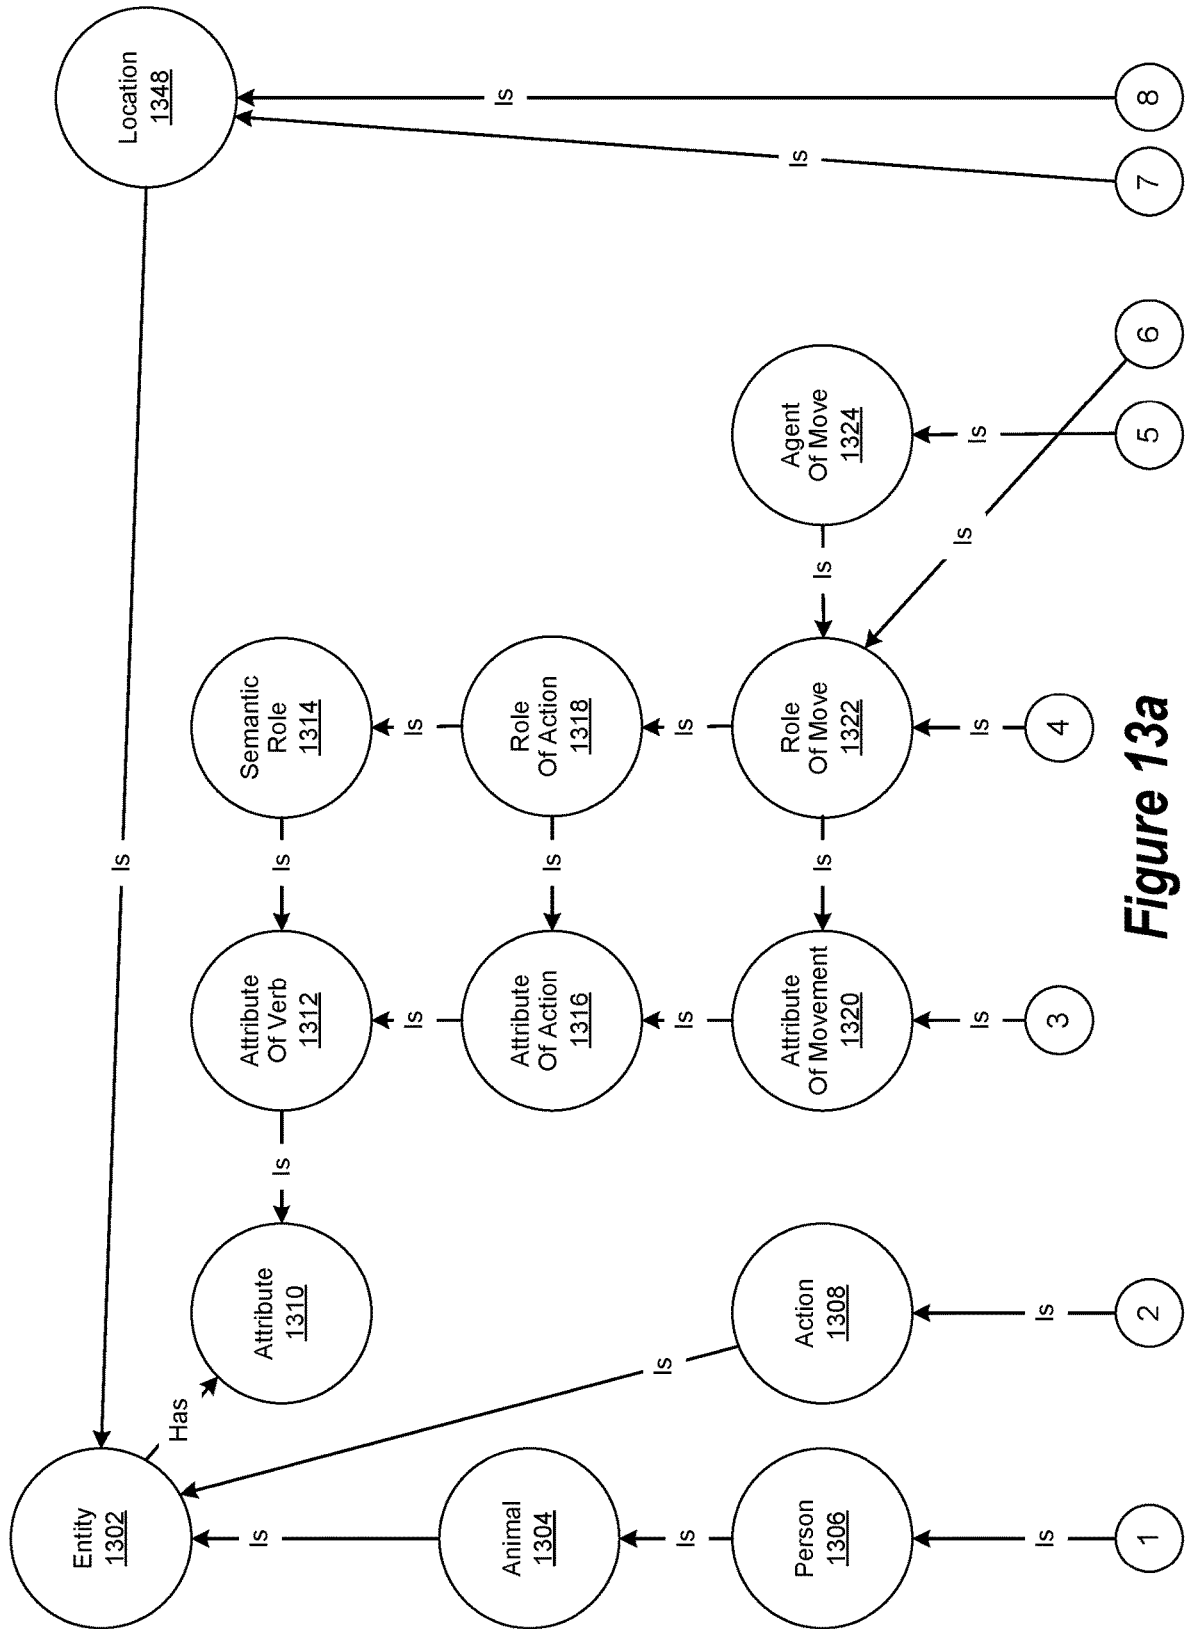 Entity
1302
Is
Location
1348
Has
Is
Attribute
1310
Is
Attribute
Of Verb
1312
Is
Semantic
Role
1314
Is
Is
Is
Animal
1304
Attribute
Of Action
1316
Is
Role
Of Action
1318
Is
Is
Is
Is
Is
Person
1306
Action
1308
Attribute
Of Movement
1320
Is
Role
Of Move
1322
Is
Agent
Of Move
1324
Is
Is
Is
Is
Is
Is
3
4
1
2
5
6
7
8
Figure 13a